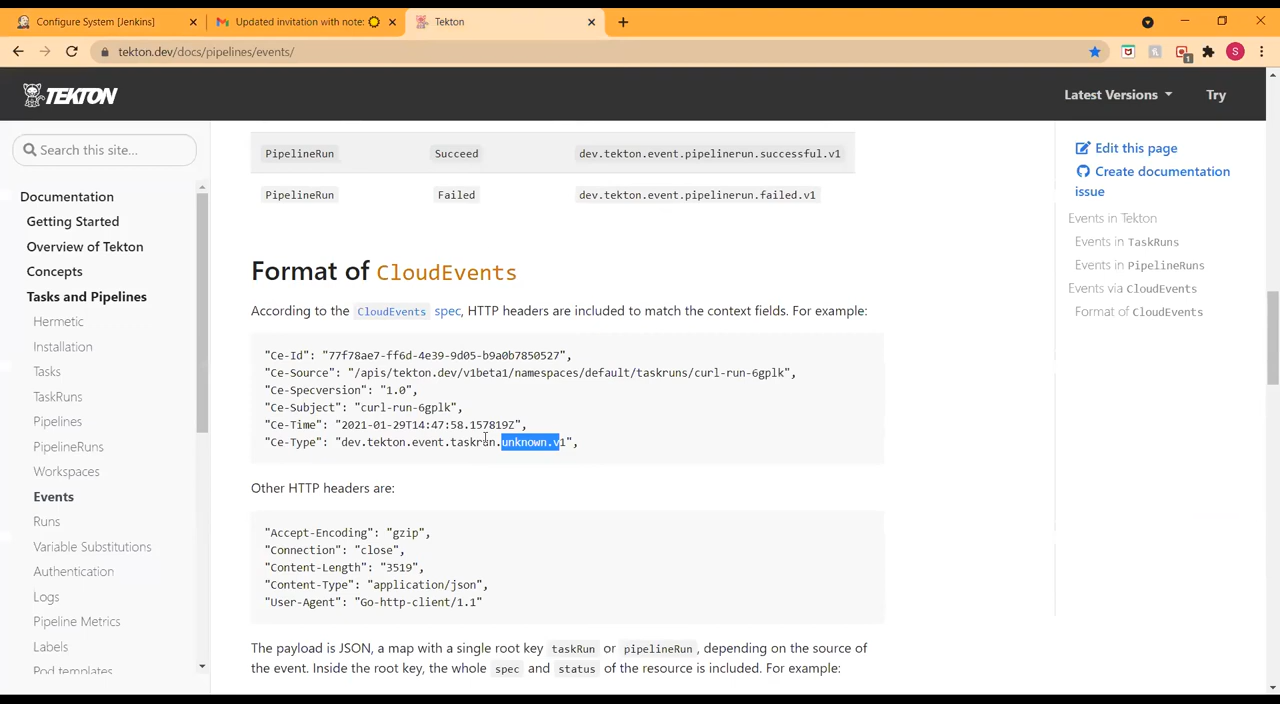 Configure System [Jenkins]
Updated invitation with note:
Tekton
tekton.dev/docs/pipelines/events/
1
S
TEKTON
Latest Versions
Try
Search this site...
Documentation
Getting Started
Overview of Tekton
Concepts
Tasks and Pipelines
Hermetic
Installation
Tasks
TaskRuns
Pipelines
PipelineRuns
Workspaces
Events
Runs
Variable Substitutions
Authentication
Logs
Pipeline Metrics
Labels
Pod templates
PipelineRun Succeed dev.tekton.event.pipelinerun.successful.v1
PipelineRun Failed dev.tekton.event.pipelinerun.failed.v1
Format of CloudEvents
According to the CloudEvents spec, HTTP headers are included to match the context fields. For example:
"Ce-Id": "77f78ae7-ff6d-4e39-9d05-b9a0b7850527",
"Ce-Source": "/apis/tekton.dev/v1beta1/namespaces/default/taskruns/curl-run-6gplk",
"Ce-Specversion": "1.0",
"Ce-Subject": "curl-run-6gplk",
"Ce-Time": "2021-01-29T14:47:58.157819Z",
"Ce-Type": "dev.tekton.event.taskrun.unknown.v1",
Other HTTP headers are:
"Accept-Encoding": "gzip",
"Connection": "close",
"Content-Length": "3519",
"Content-Type": "application/json",
"User-Agent": "Go-http-client/1.1"
The payload is JSON, a map with a single root key taskRun or pipelineRun, depending on the source of
the event. Inside the root key, the whole spec and status of the resource is included. For example:
Edit this page
Create documentation
issue
Events in Tekton
Events in TaskRuns
Events in PipelineRuns
Events via CloudEvents
Format of CloudEvents